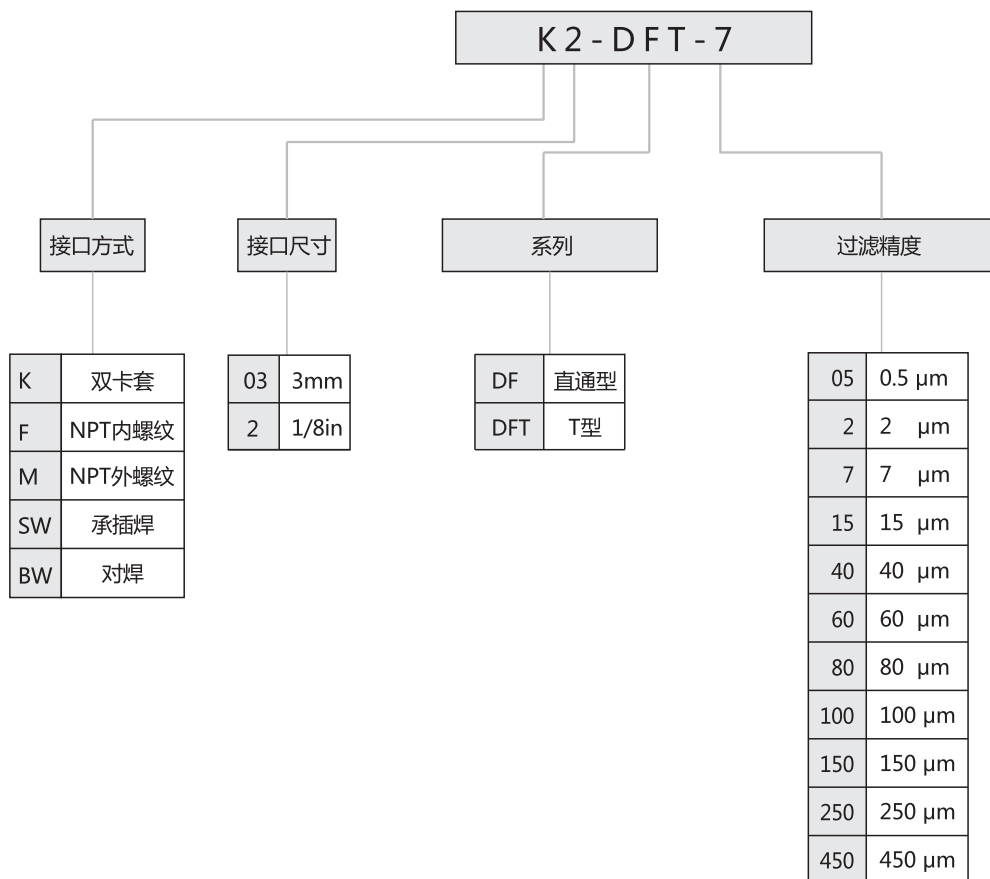 K2-DFT-7
接口方式
接口尺寸
系列
过滤精度
K 双卡套
F NPT内螺纹
M NPT外螺纹
SW 承插焊
BW 对焊
03 3mm
2 1/8in
DF 直通型
DFT T型
05 0.5 μm
2 2 μm
7 7 μm
15 15 μm
40 40 μm
60 60 μm
80 80 μm
100 100 μm
150 150 μm
250 250 μm
450 450 μm